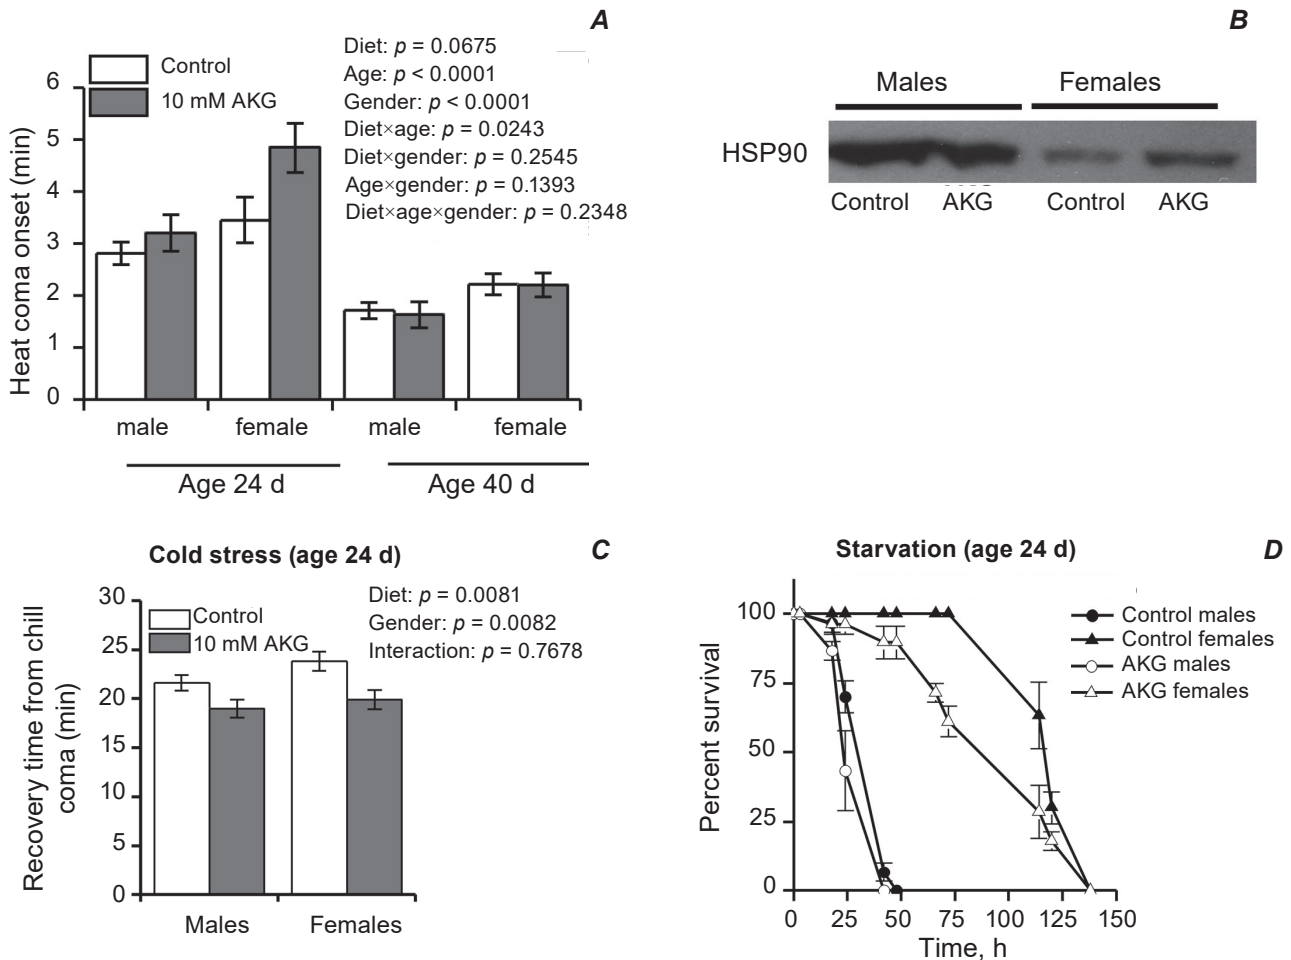 A
Control
10 mM AKG
Diet: p = 0.0675
Age: p < 0.0001
Gender: p < 0.0001
Diet×age: p = 0.0243
Diet×gender: p = 0.2545
Age×gender: p = 0.1393
Diet×age×gender: p = 0.2348
Heat coma onset (min)
6
5
4
3
2
1
0
male
female
male
female
Age 24 d
Age 40 d
B
Males
Females
HSP90
Control
AKG
Control
AKG
C
Cold stress (age 24 d)
Control
10 mM AKG
Diet: p = 0.0081
Gender: p = 0.0082
Interaction: p = 0.7678
Recovery time from chill
coma (min)
30
25
20
15
10
5
0
Males
Females
D
Starvation (age 24 d)
Control males
Control females
AKG males
AKG females
Percent survival
100
75
50
25
0
0
25
50
75
100
125
150
Time, h